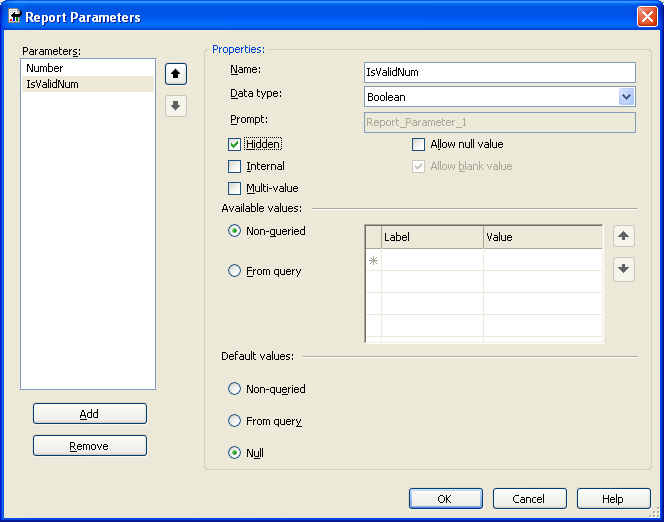 Report Parameters
Parameters:
Number
IsValidNum
Add
Remove
Properties:
Name:
IsValidNum
Data type:
Boolean
Prompt:
Report_Parameter_1
Hidden
Allow null value
Internal
Allow blank value
Multi-value
Available values:
Non-queried
From query
Label Value
Default values:
Non-queried
From query
Null
OK Cancel Help